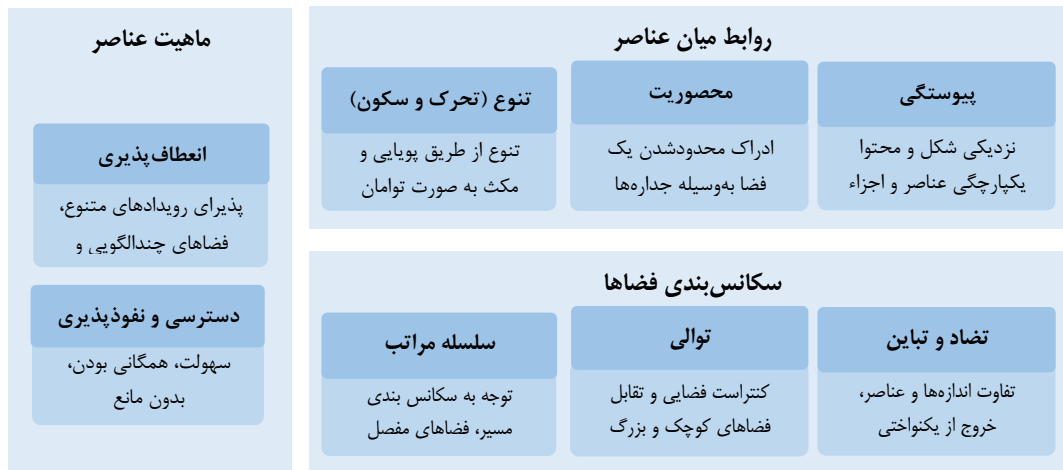 روابط میان عناصر
پیوستگی
نزدیکی شکل و محتوا
یکپارچگی عناصر و اجزاء
محصوریت
ادراک محدودشدن یک
فضا به‌وسیله جداره‌ها
تنوع (تحرک و سکون)
تنوع از طریق پویایی و
مکث به صورت توامان
سکانس‌بندی فضاها
تضاد و تباین
تفاوت اندازه‌ها و عناصر،
خروج از یکنواختی
توالی
کنتراست فضایی و تقابل
فضاهای کوچک و بزرگ
سلسله مراتب
توجه به سکانس بندی
مسیر، فضاهای مفصل
ماهیت عناصر
انعطاف‌پذیری
پذیرای رویدادهای متنوع،
فضاهای چندالگویی و
دسترسی و نفوذپذیری
سهولت، همگانی بودن،
بدون مانع